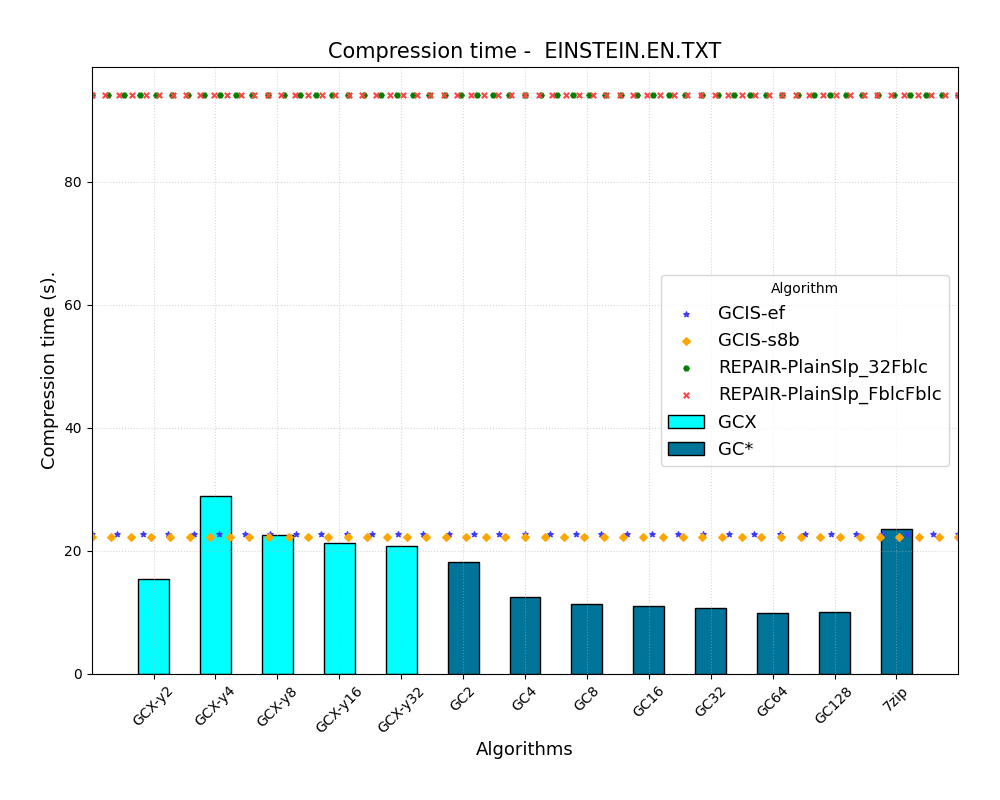 Compression time -  EINSTEIN.EN.TXT
Compression time (s).
80
60
40
20
0
Algorithm
GCIS-ef
GCIS-s8b
REPAIR-PlainSlp_32Fblc
REPAIR-PlainSlp_FblcFblc
GCX
GC*
GCX-y2
GCX-y4
GCX-y8
GCX-y16
GCX-y32
GC2
GC4
GC8
GC16
GC32
GC64
GC128
7zip
Algorithms